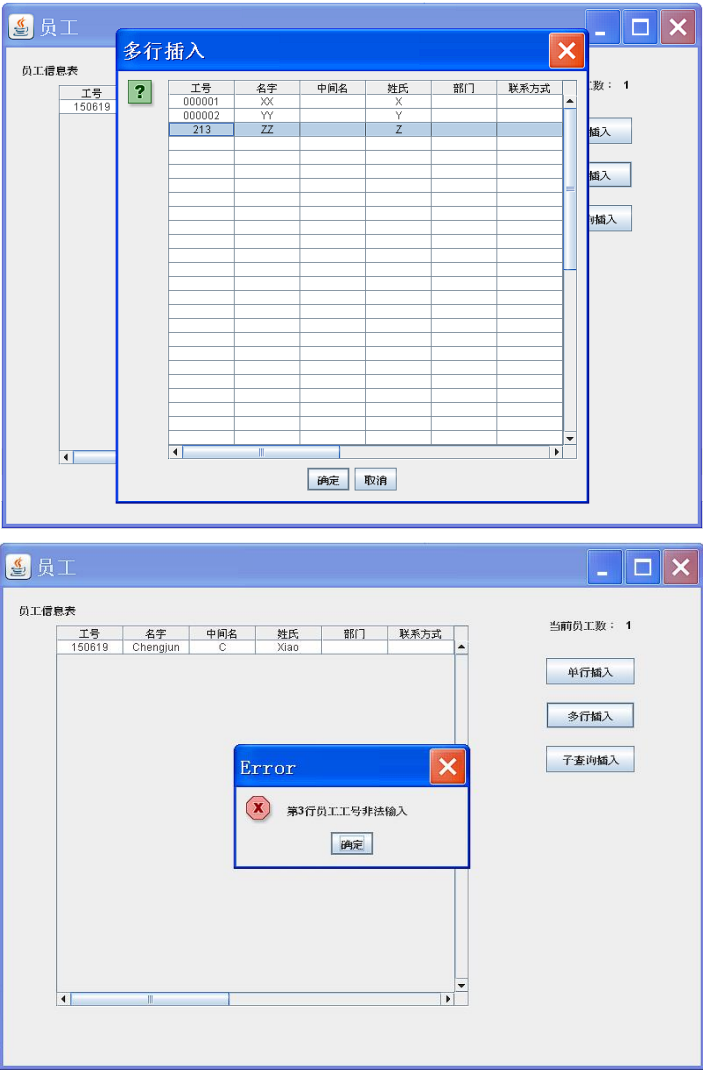 员工
多行插入
员工信息表
工号
150619
?
工号 名字 中间名 姓氏 部门 联系方式
000001 XX X
000002 YY Y
213 ZZ Z
工数： 1
插入
插入
询插入
确定 取消
员工
员工信息表
当前员工数： 1
工号 名字 中间名 姓氏 部门 联系方式
150619 Chengjun C Xiao
单行插入
多行插入
子查询插入
Error
第3行员工工号非法输入
确定